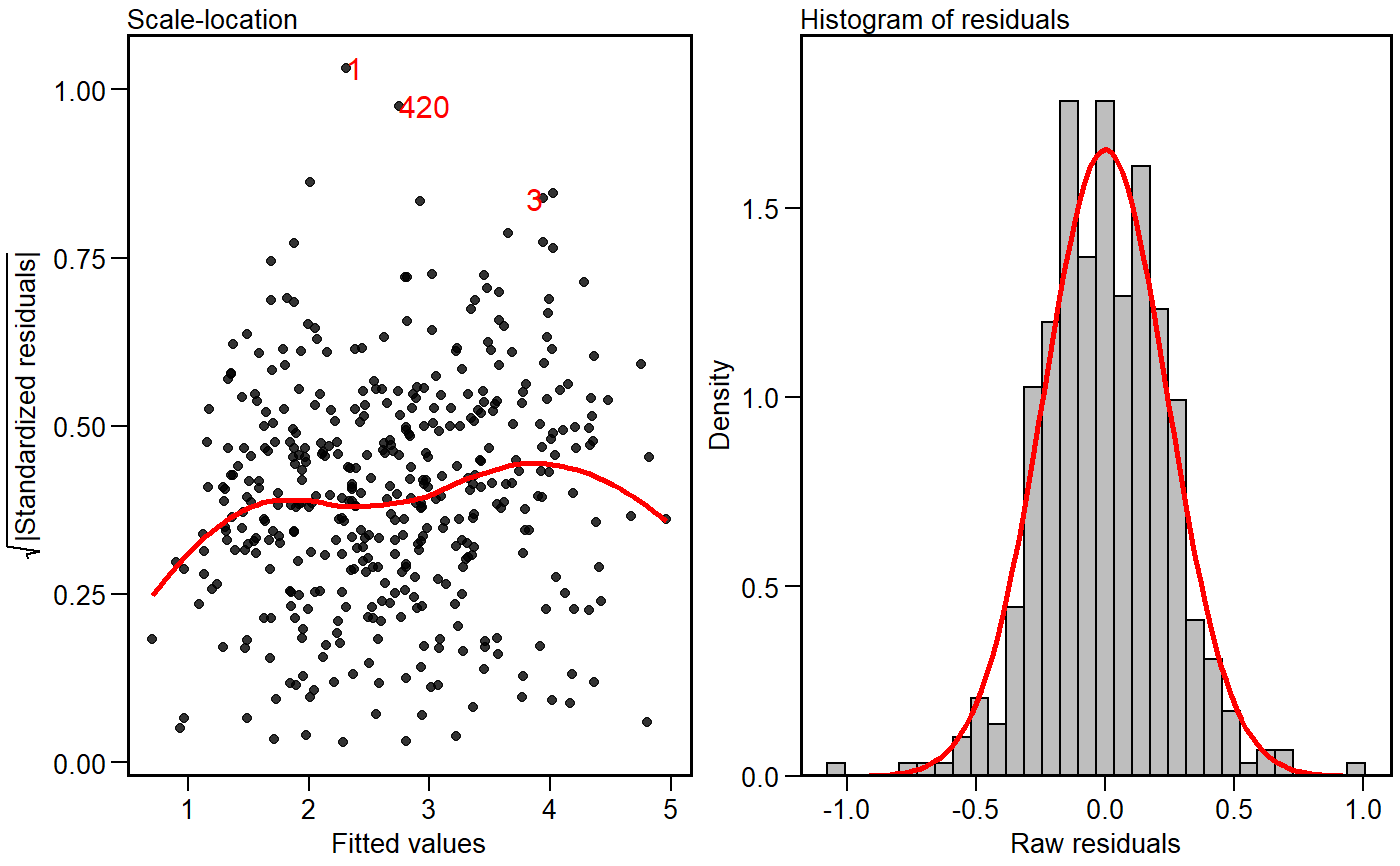 Scale-location
√|Standardized residuals|
1.00
0.75
0.50
0.25
0.00
1
420
3
1 2 3 4 5
Fitted values
Histogram of residuals
Density
1.5
1.0
0.5
0.0
-1.0 -0.5 0.0 0.5 1.0
Raw residuals